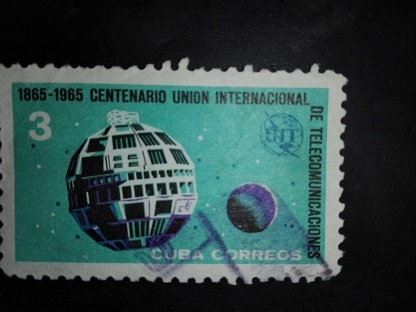 1865-1965 CENTENARIO UNION INTERNACIONAL
DE TELECOMUNICACIONES
3
UIT
CUBA CORREOS